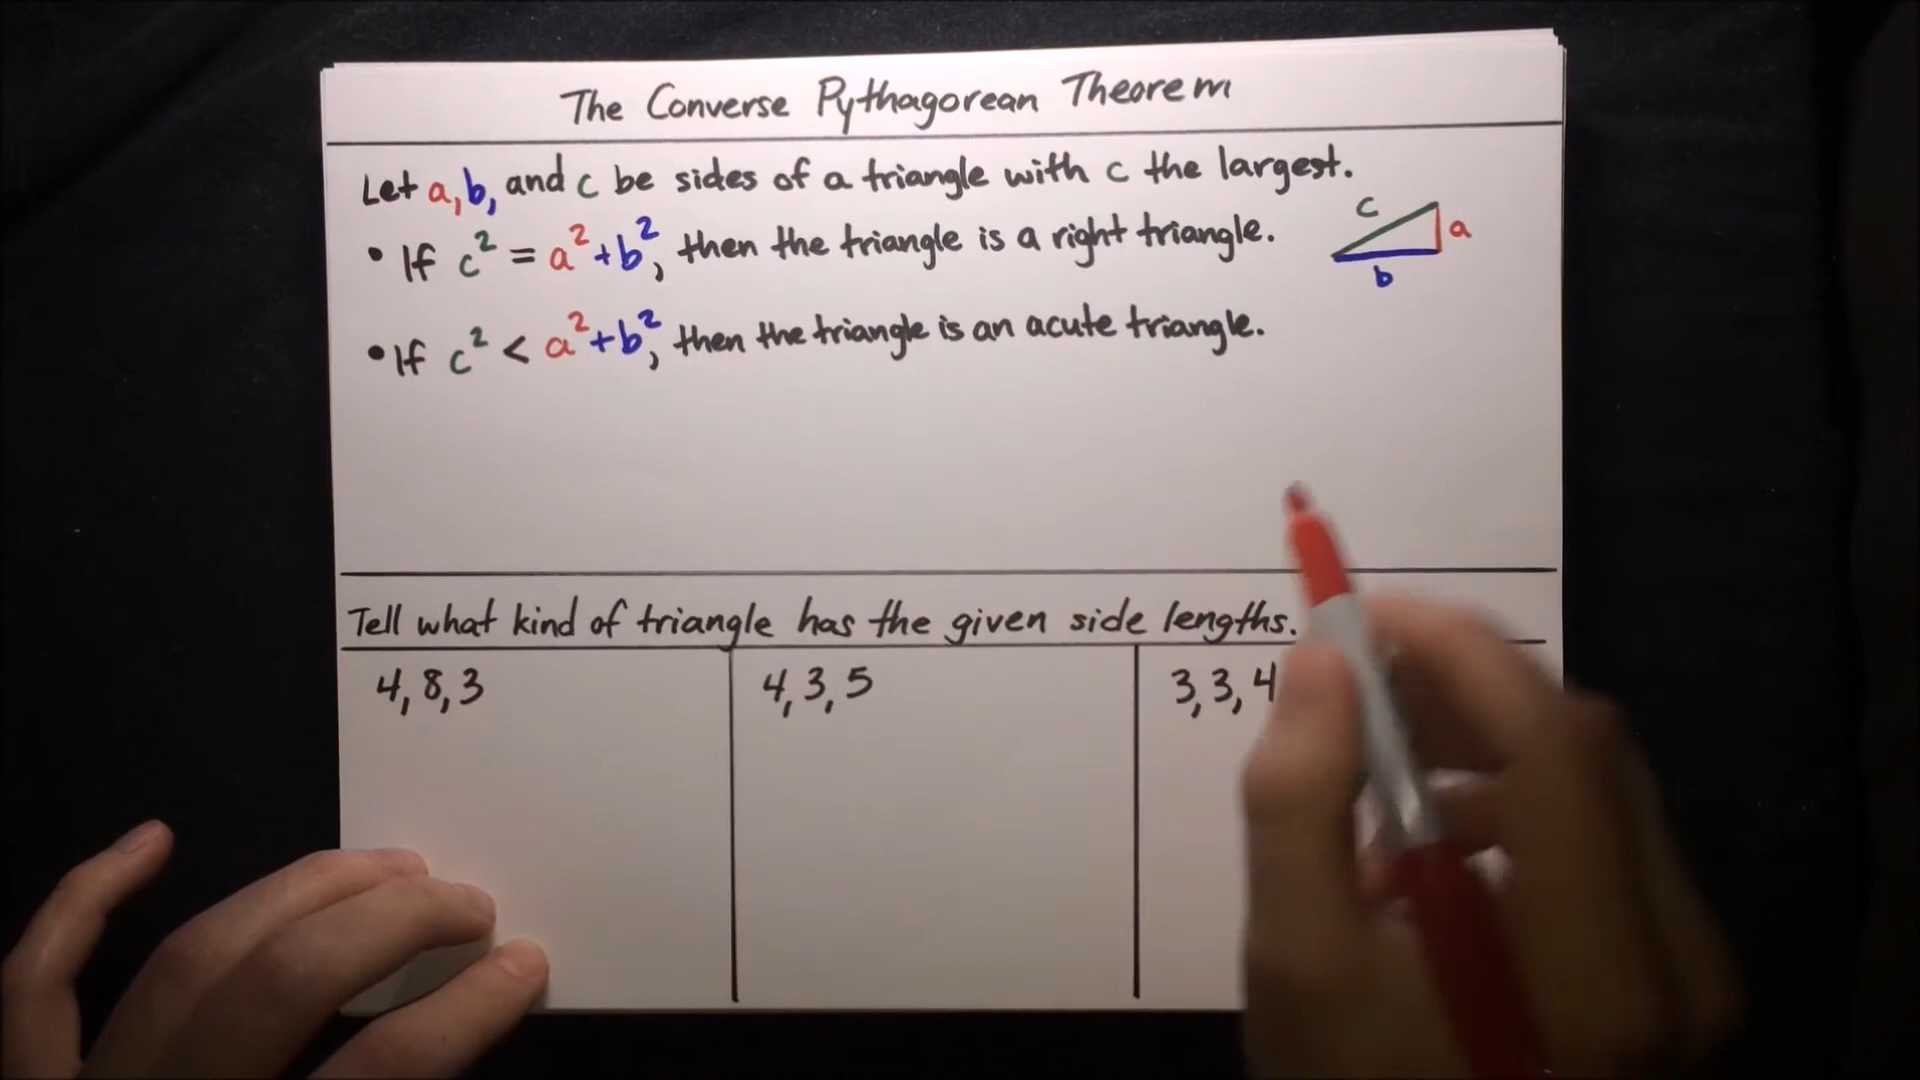 The Converse Pythagorean Theorem
Let a, b, and c be sides of a triangle with c the largest.
• If c² = a² + b², then the triangle is a right triangle.
c
a
b
• If c² < a² + b², then the triangle is an acute triangle.
Tell what kind of triangle has the given side lengths.
4, 8, 3
4, 3, 5
3, 3, 4